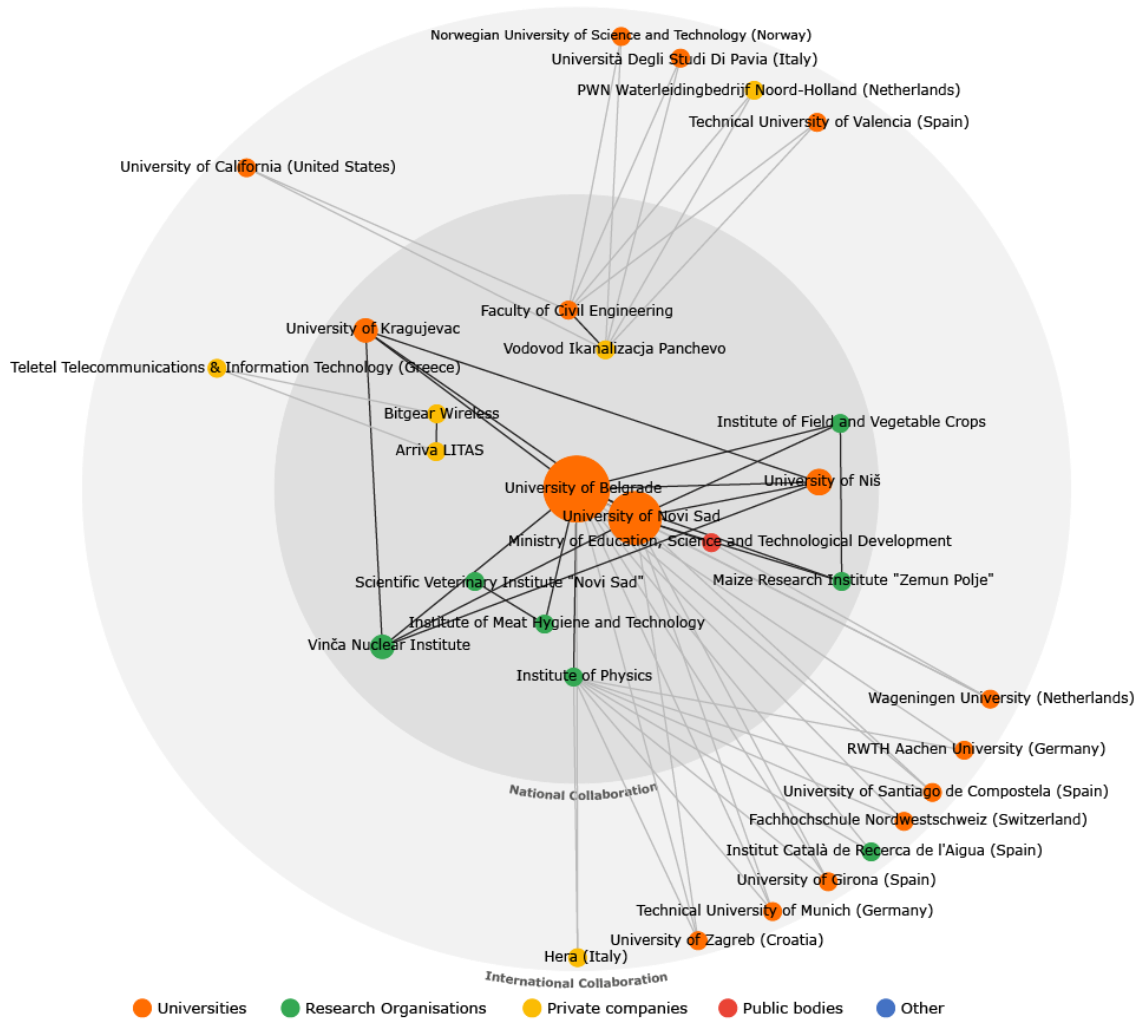 Norwegian University of Science and Technology (Norway)
Università Degli Studi Di Pavia (Italy)
PWN Waterleidingbedrijf Noord-Holland (Netherlands)
Technical University of Valencia (Spain)
University of California (United States)
Faculty of Civil Engineering
University of Kragujevac
Vodovod Ikanalizacja Panchevo
Teletel Telecommunications & Information Technology (Greece)
Bitgear Wireless
Institute of Field and Vegetable Crops
Arriva LITAS
University of Niš
University of Belgrade
University of Novi Sad
Ministry of Education, Science and Technological Development
Scientific Veterinary Institute "Novi Sad"
Maize Research Institute "Zemun Polje"
Institute of Meat Hygiene and Technology
Vinča Nuclear Institute
Institute of Physics
Wageningen University (Netherlands)
RWTH Aachen University (Germany)
University of Santiago de Compostela (Spain)
National Collaboration
Fachhochschule Nordwestschweiz (Switzerland)
Institut Català de Recerca de l'Aigua (Spain)
University of Girona (Spain)
Technical University of Munich (Germany)
University of Zagreb (Croatia)
Hera (Italy)
International Collaboration
Universities
Research Organisations
Private companies
Public bodies
Other